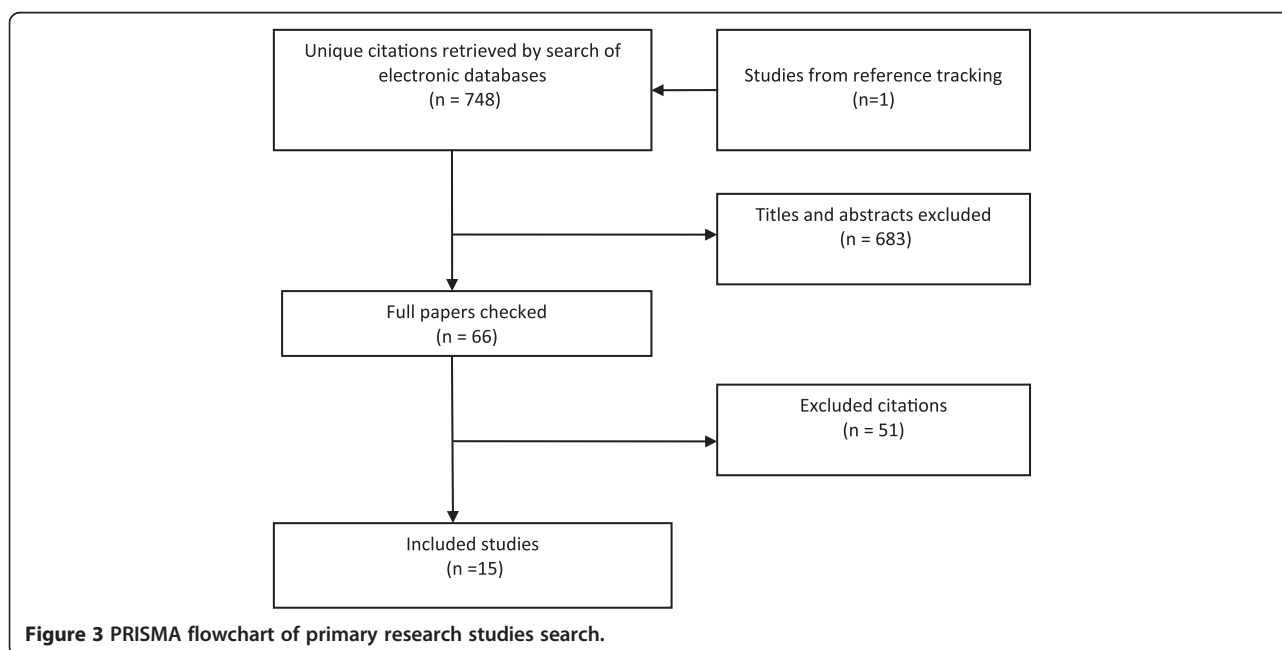 Unique citations retrieved by search of
electronic databases
(n = 748)
Studies from reference tracking
(n=1)
Titles and abstracts excluded
(n = 683)
Full papers checked
(n = 66)
Excluded citations
(n = 51)
Included studies
(n =15)
Figure 3 PRISMA flowchart of primary research studies search.